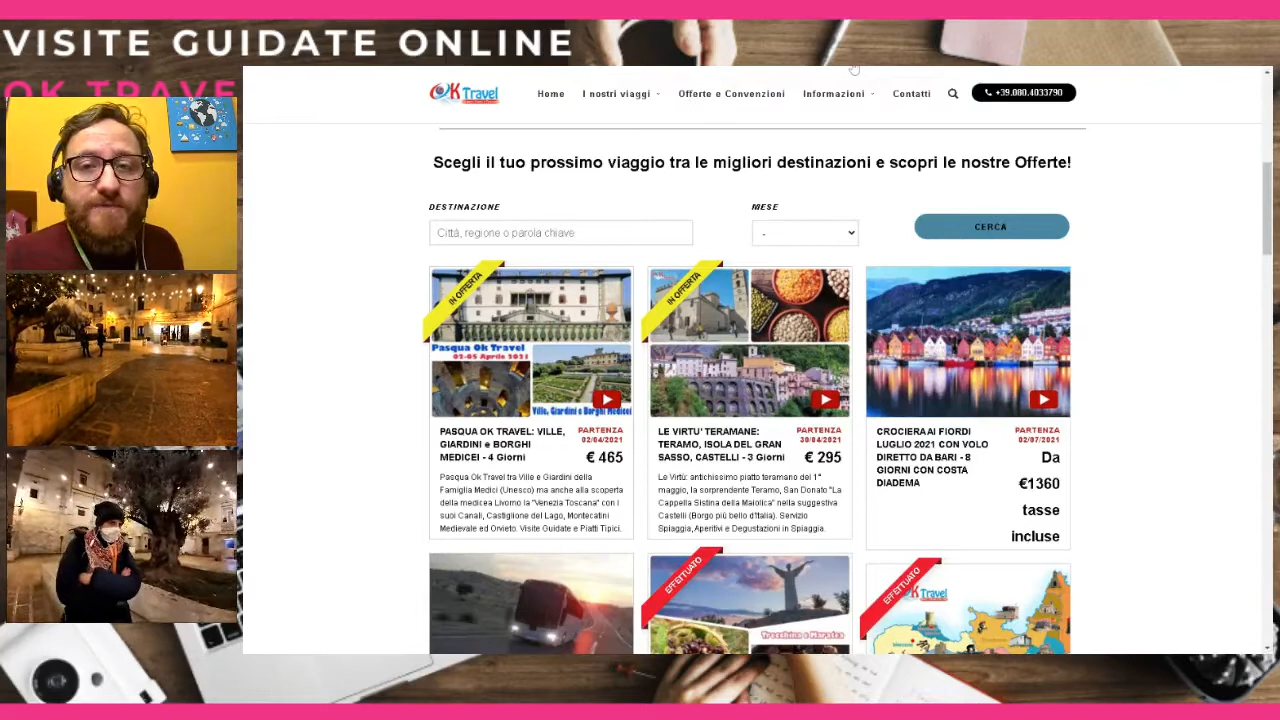 VISITE GUIDATE ONLINE
OK TRAVEL
OK Travel
Home
I nostri viaggi
Offerte e Convenzioni
Informazioni
Contatti
+39.080.4033790
Scegli il tuo prossimo viaggio tra le migliori destinazioni e scopri le nostre Offerte!
DESTINAZIONE
MESE
Città, regione o parola chiave
-
CERCA
IN OFFERTA
Pasqua Ok Travel
02-05 Aprile 2021
Ville, Giardini e Borghi Medicei
PASQUA OK TRAVEL: VILLE,
GIARDINI e BORGHI
MEDICEI - 4 Giorni
PARTENZA
02/04/2021
€ 465
Pasqua Ok Travel tra Ville e Giardini della
Famiglia Medici (Unesco) ma anche alla scoperta
della medicea Livorno la "Venezia Toscana" con i
suoi Canali, Castiglione del Lago, Montecatini
Medievale ed Orvieto. Visite Guidate e Piatti Tipici.
IN OFFERTA
LE VIRTU' TERAMANE:
TERAMO, ISOLA DEL GRAN
SASSO, CASTELLI - 3 Giorni
PARTENZA
30/04/2021
€ 295
Le Virtù: antichissimo piatto teramano del 1°
maggio, la sorprendente Teramo, San Donato "La
Cappella Sistina della Maiolica" nella suggestiva
Castelli (Borgo più bello d'Italia). Servizio
Spiaggia, Aperitivi e Degustazioni in Spiaggia.
CROCIERA AI FIORDI
LUGLIO 2021 CON VOLO
DIRETTO DA BARI - 8
GIORNI CON COSTA
DIADEMA
PARTENZA
02/07/2021
Da
€1360
tasse
incluse
EFFETTUATO
Trecchina e Maratea
EFFETTUATO
OK Travel